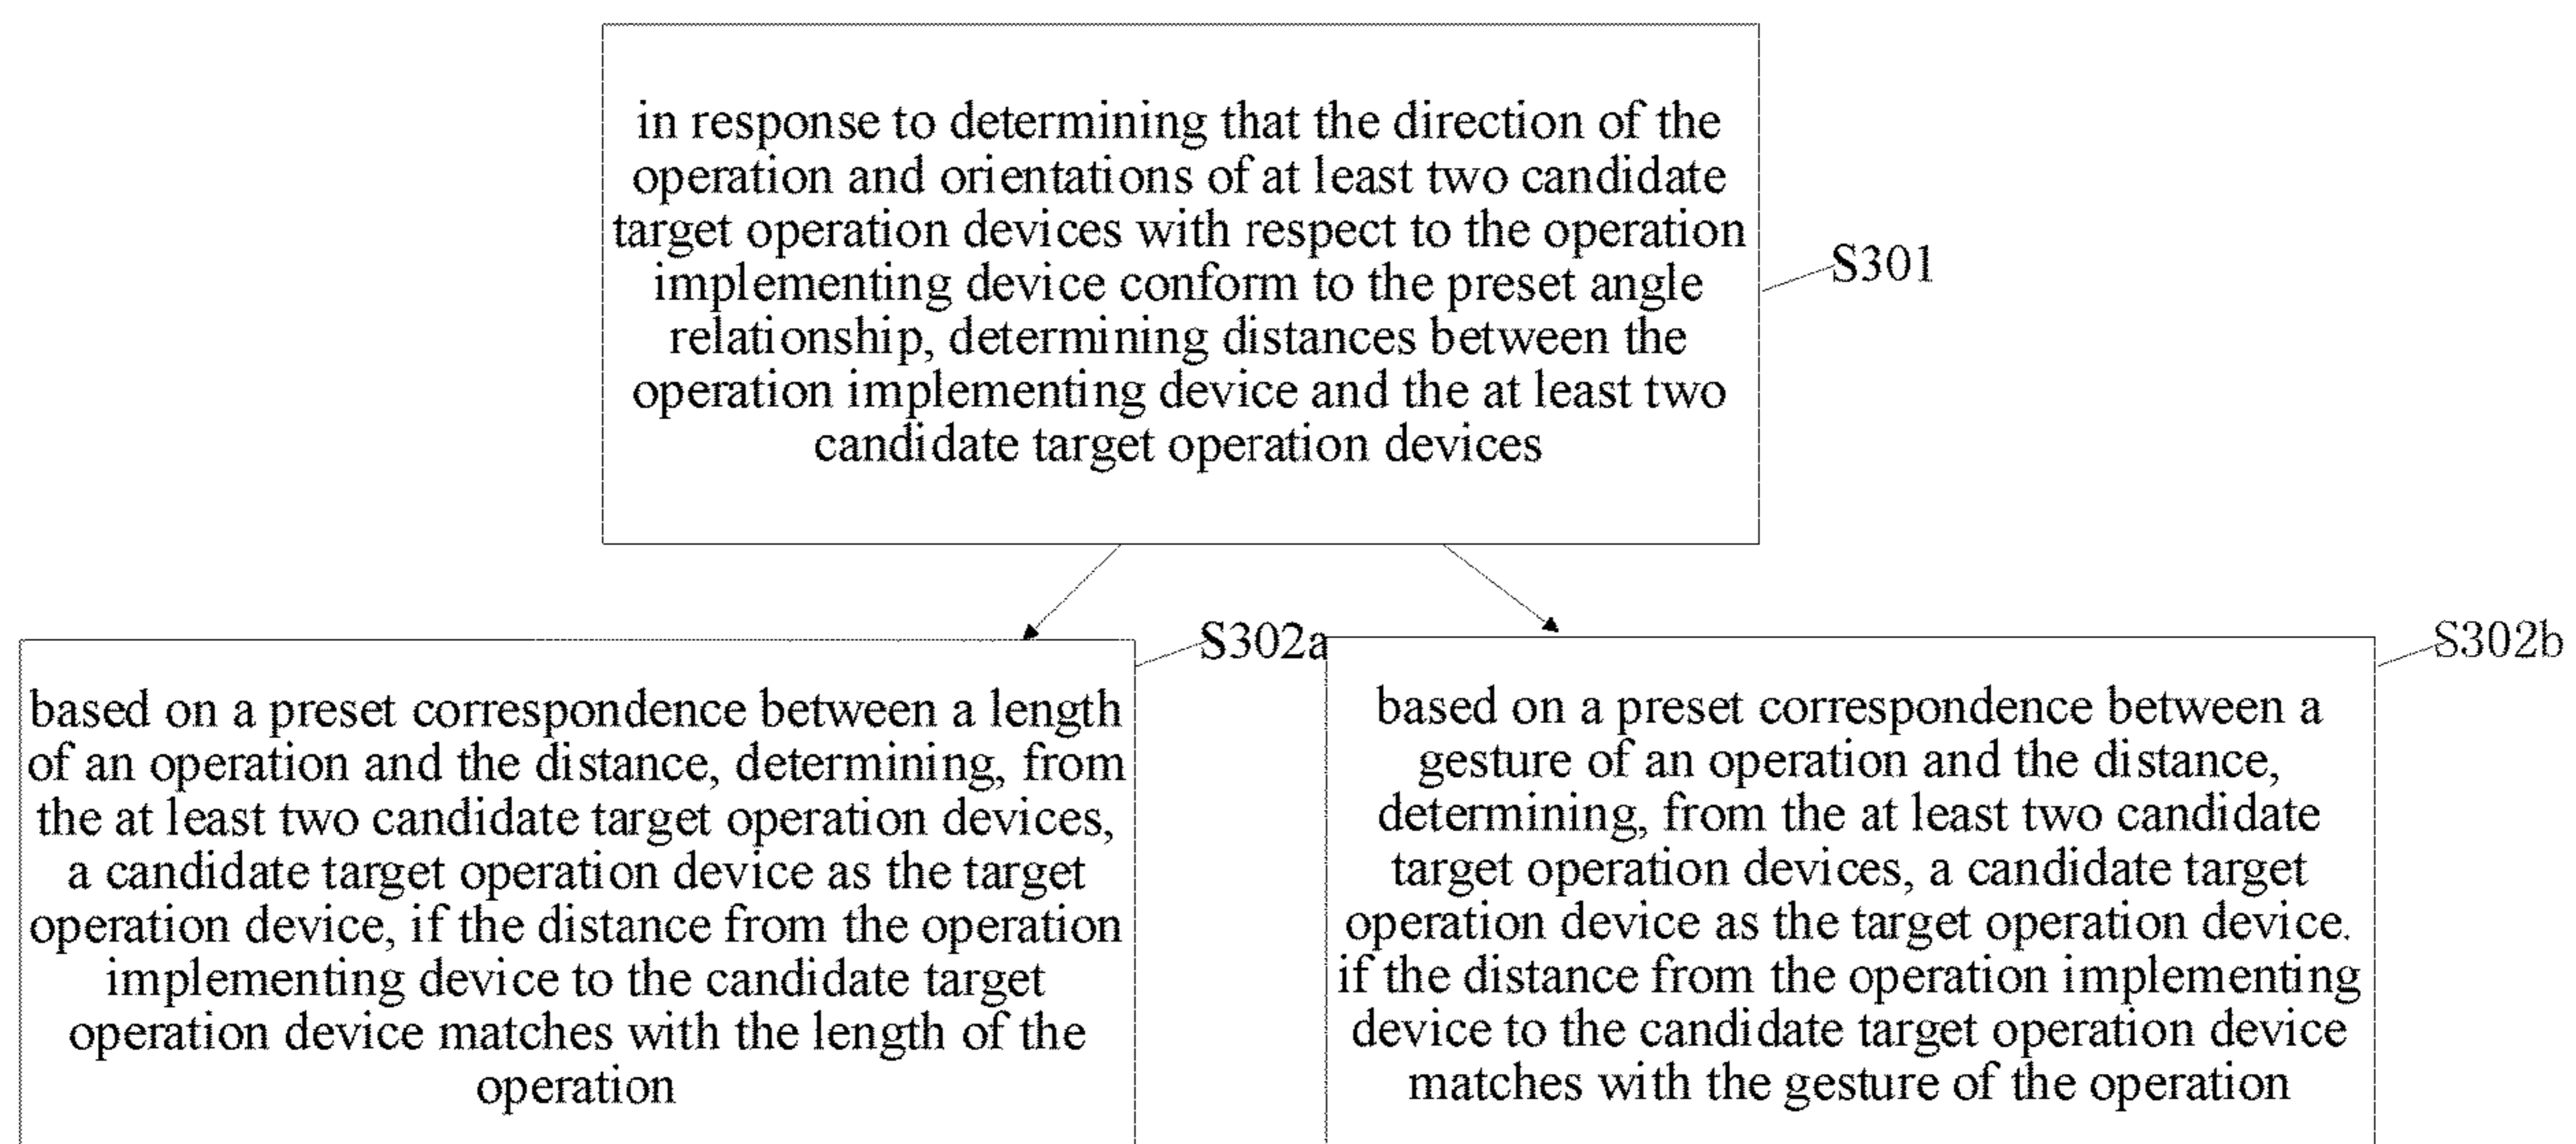 in response to determining that the direction of the
operation and orientations of at least two candidate
target operation devices with respect to the operation
implementing device conform to the preset angle
relationship, determining distances between the
operation implementing device and the at least two
candidate target operation devices
S301
S302a
based on a preset correspondence between a length
of an operation and the distance, determining, from
the at least two candidate target operation devices,
a candidate target operation device as the target
operation device, if the distance from the operation
implementing device to the candidate target
operation device matches with the length of the
operation
S302b
based on a preset correspondence between a
gesture of an operation and the distance,
determining, from the at least two candidate
target operation devices, a candidate target
operation device as the target operation device.
if the distance from the operation implementing
device to the candidate target operation device
matches with the gesture of the operation